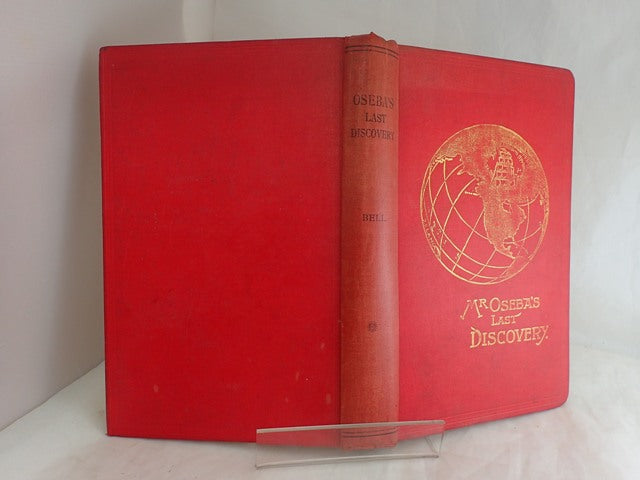 OSEBA'S
LAST
DISCOVERY
BELL
MR OSEBA'S
LAST
DISCOVERY.